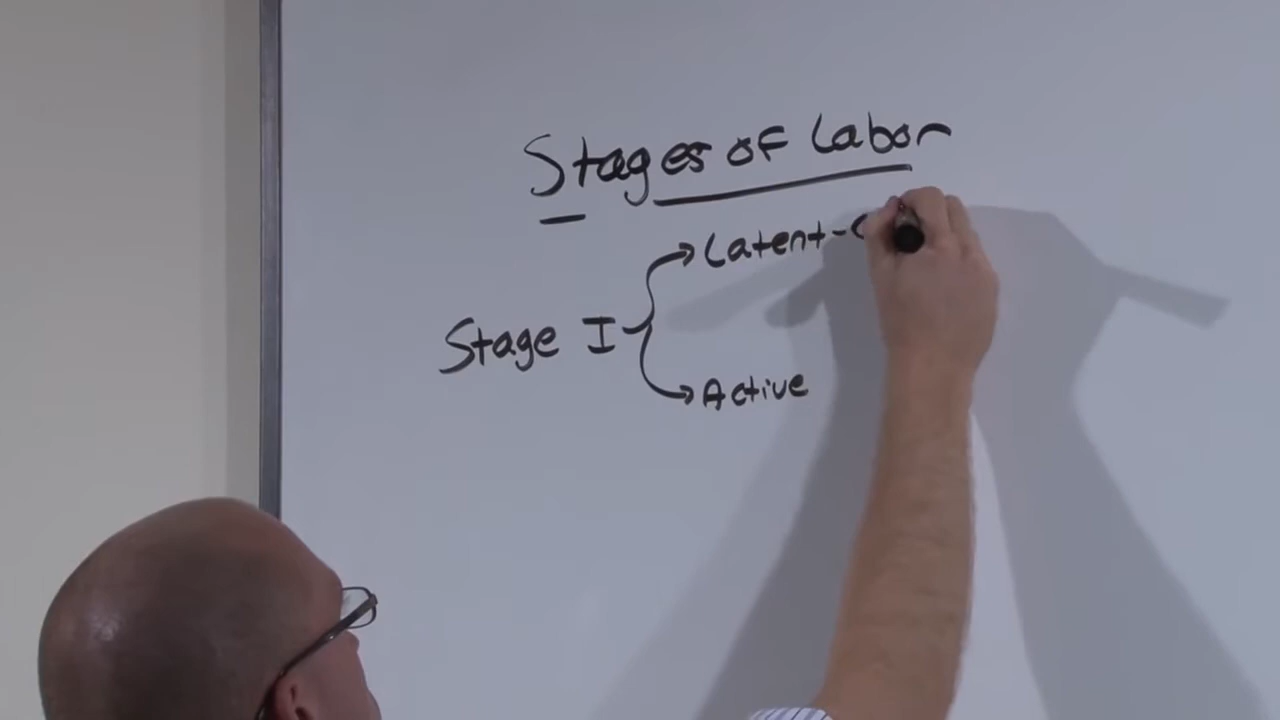 Stages of Labor
Latent-
Stage I
Active